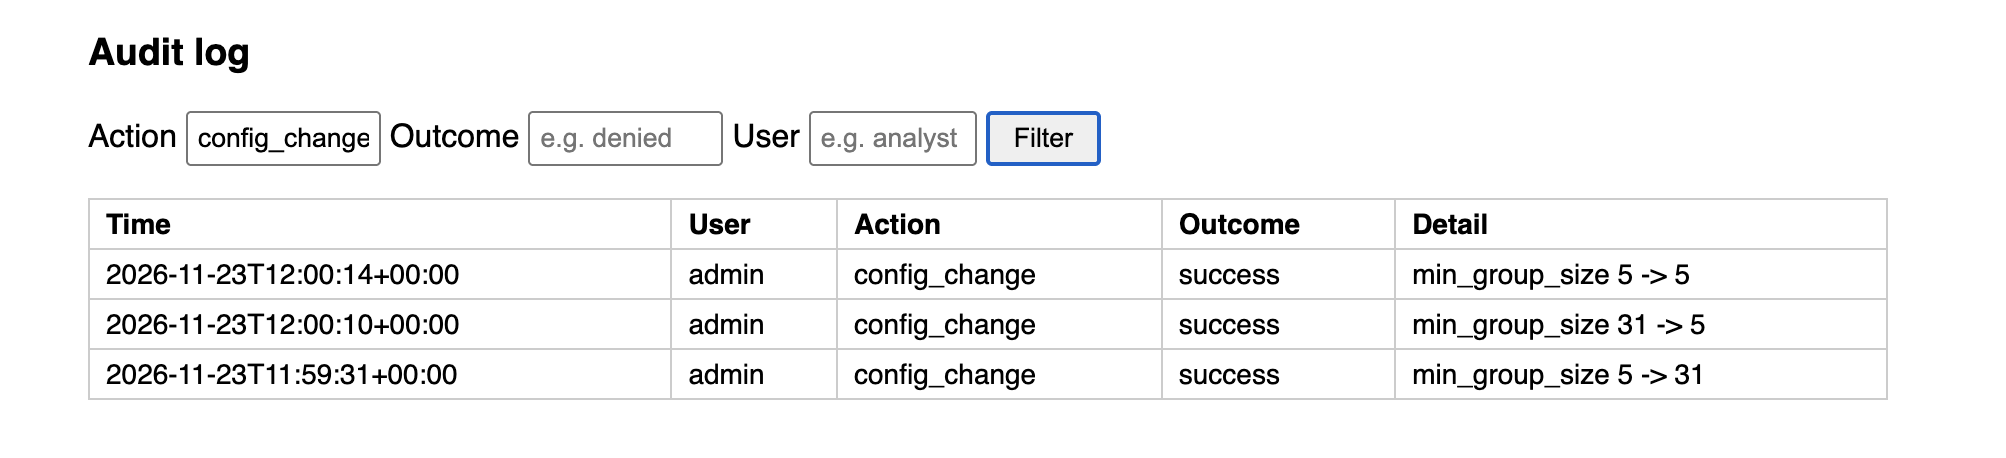 Audit log
Action config_change Outcome e.g. denied User e.g. analyst Filter
Time User Action Outcome Detail
2026-11-23T12:00:14+00:00 admin config_change success min_group_size 5 -> 5
2026-11-23T12:00:10+00:00 admin config_change success min_group_size 31 -> 5
2026-11-23T11:59:31+00:00 admin config_change success min_group_size 5 -> 31